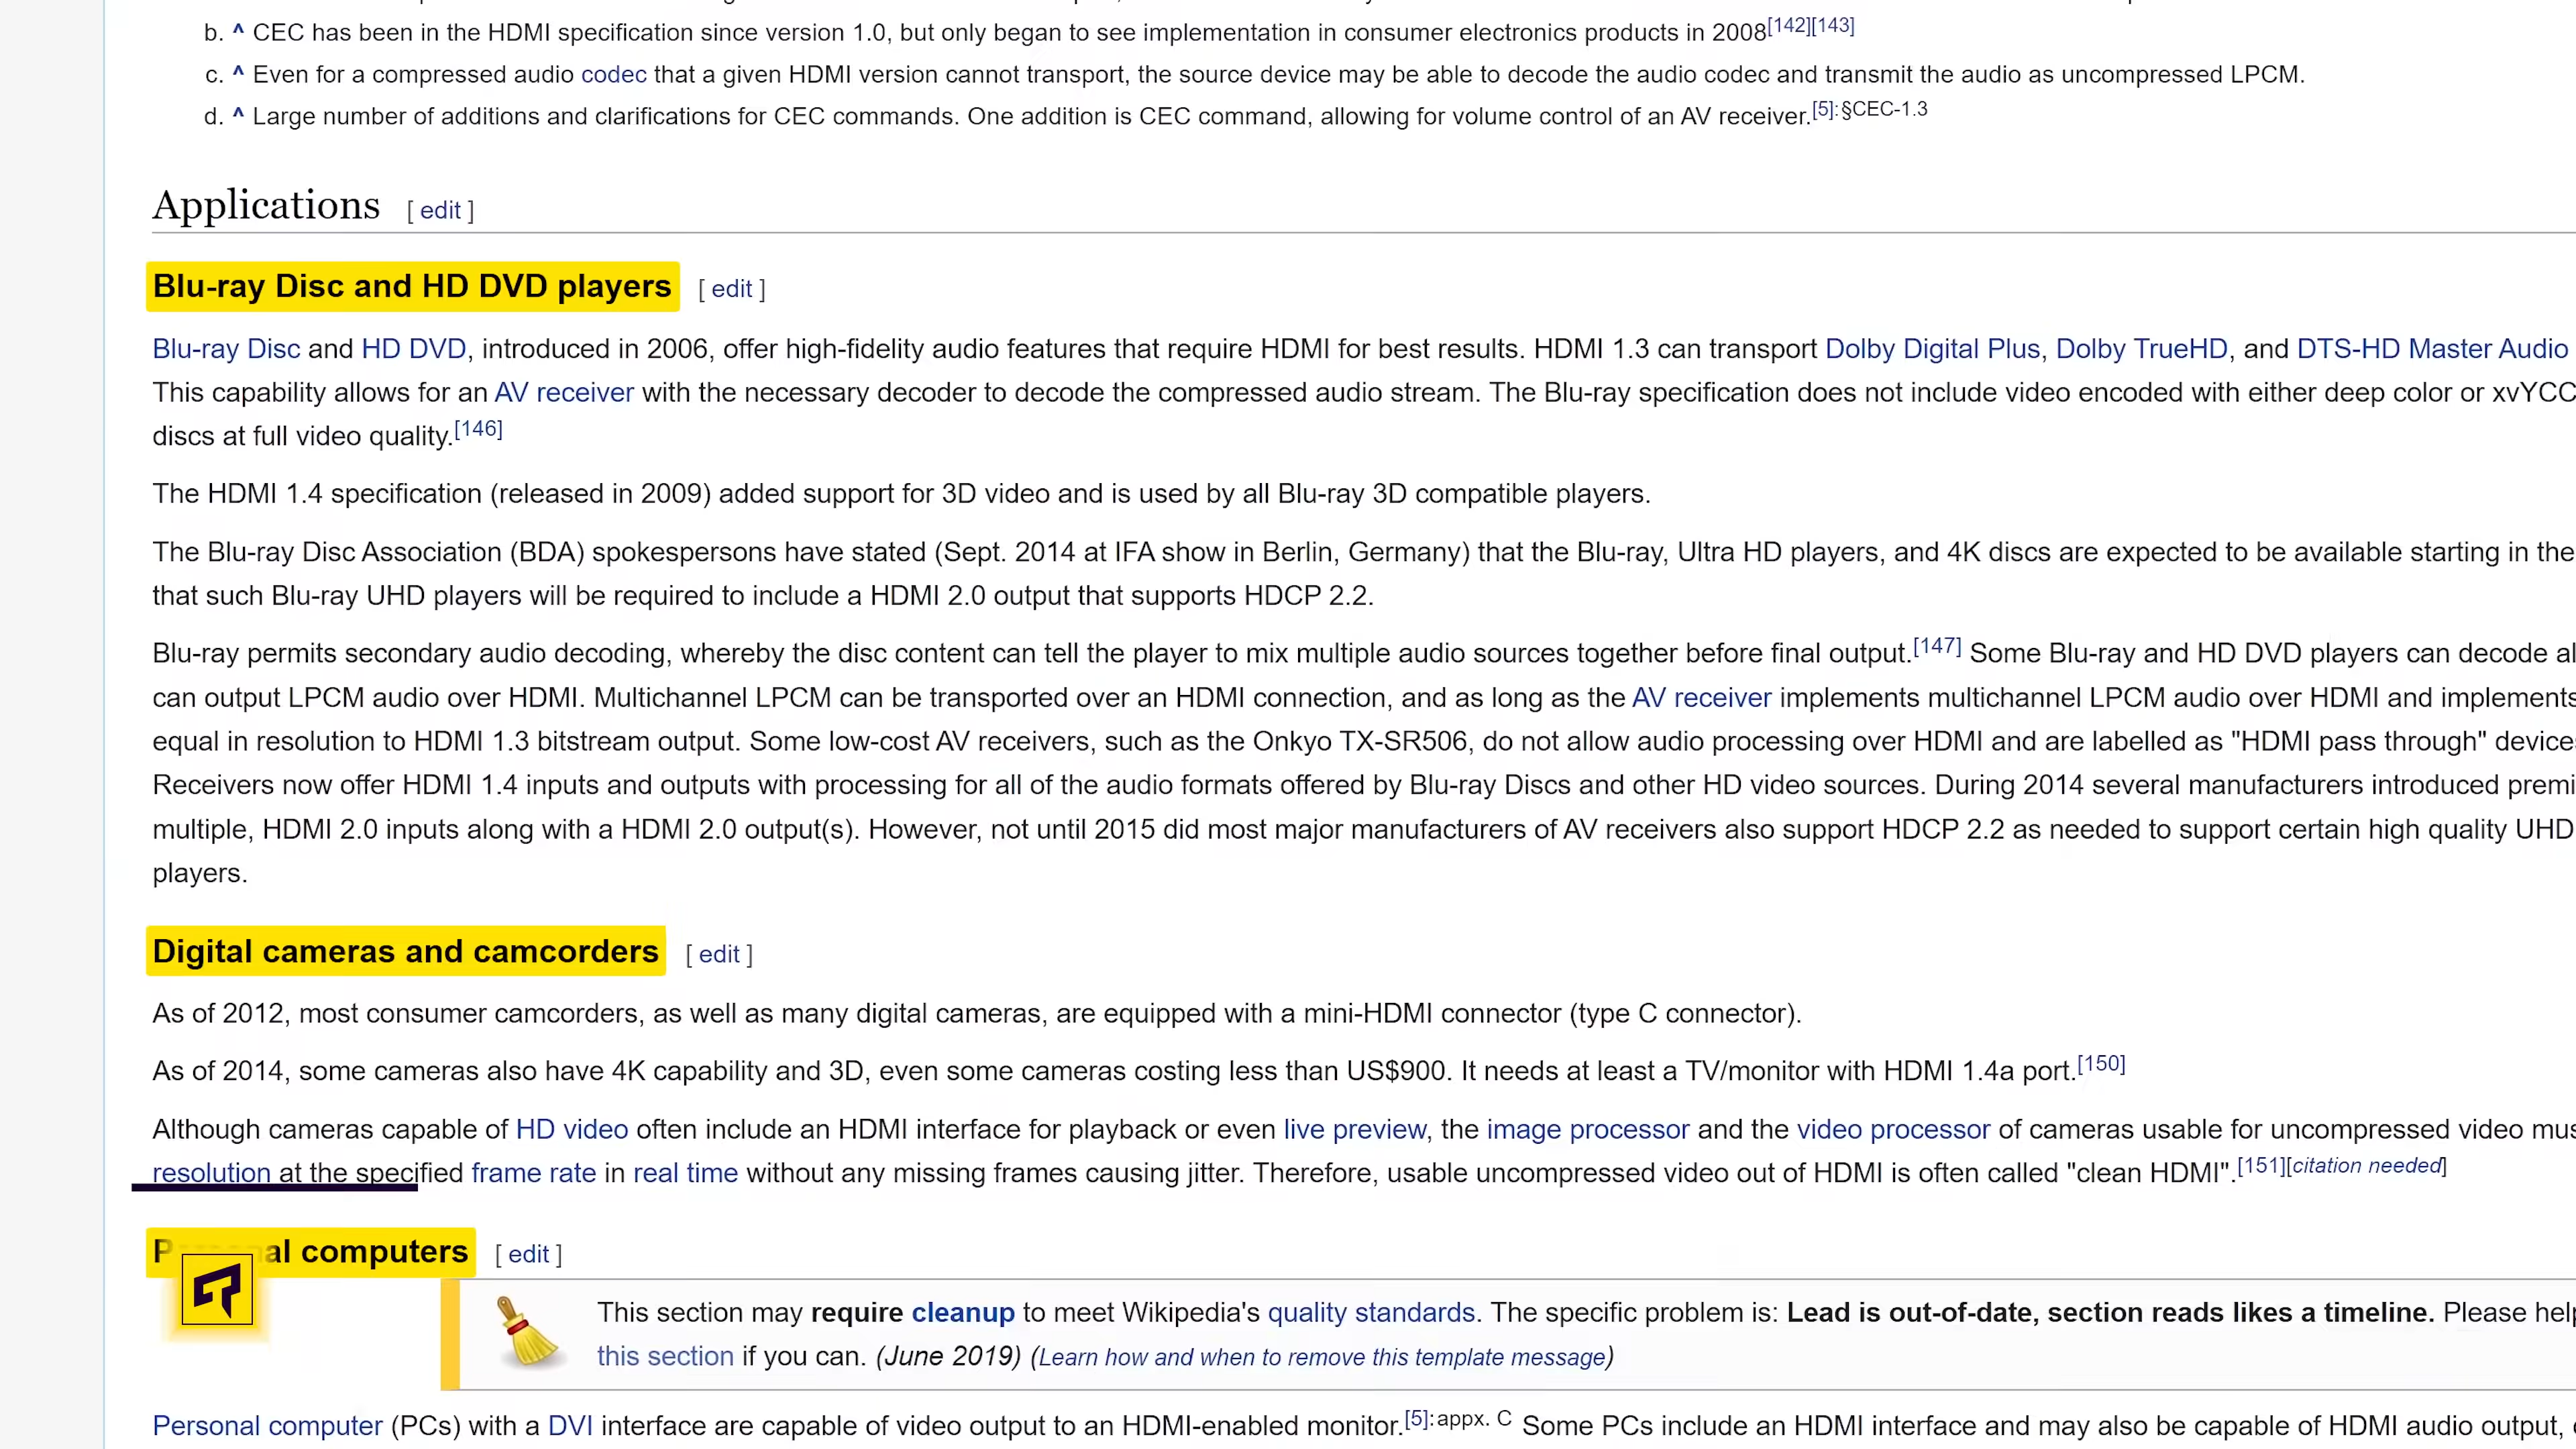 b. ^ CEC has been in the HDMI specification since version 1.0, but only began to see implementation in consumer electronics products in 2008[142][143]
c. ^ Even for a compressed audio codec that a given HDMI version cannot transport, the source device may be able to decode the audio codec and transmit the audio as uncompressed LPCM.
d. ^ Large number of additions and clarifications for CEC commands. One addition is CEC command, allowing for volume control of an AV receiver.[5]:§CEC-1.3
Applications [ edit ]
Blu-ray Disc and HD DVD players [ edit ]
Blu-ray Disc and HD DVD, introduced in 2006, offer high-fidelity audio features that require HDMI for best results. HDMI 1.3 can transport Dolby Digital Plus, Dolby TrueHD, and DTS-HD Master Audio
This capability allows for an AV receiver with the necessary decoder to decode the compressed audio stream. The Blu-ray specification does not include video encoded with either deep color or xvYCC
discs at full video quality.[146]
The HDMI 1.4 specification (released in 2009) added support for 3D video and is used by all Blu-ray 3D compatible players.
The Blu-ray Disc Association (BDA) spokespersons have stated (Sept. 2014 at IFA show in Berlin, Germany) that the Blu-ray, Ultra HD players, and 4K discs are expected to be available starting in the
that such Blu-ray UHD players will be required to include a HDMI 2.0 output that supports HDCP 2.2.
Blu-ray permits secondary audio decoding, whereby the disc content can tell the player to mix multiple audio sources together before final output.[147] Some Blu-ray and HD DVD players can decode
can output LPCM audio over HDMI. Multichannel LPCM can be transported over an HDMI connection, and as long as the AV receiver implements multichannel LPCM audio over HDMI and implements
equal in resolution to HDMI 1.3 bitstream output. Some low-cost AV receivers, such as the Onkyo TX-SR506, do not allow audio processing over HDMI and are labelled as "HDMI pass through" device
Receivers now offer HDMI 1.4 inputs and outputs with processing for all of the audio formats offered by Blu-ray Discs and other HD video sources. During 2014 several manufacturers introduced premi
multiple, HDMI 2.0 inputs along with a HDMI 2.0 output(s). However, not until 2015 did most major manufacturers of AV receivers also support HDCP 2.2 as needed to support certain high quality UHD
players.
Digital cameras and camcorders [ edit ]
As of 2012, most consumer camcorders, as well as many digital cameras, are equipped with a mini-HDMI connector (type C connector).
As of 2014, some cameras also have 4K capability and 3D, even some cameras costing less than US$900. It needs at least a TV/monitor with HDMI 1.4a port.[150]
Although cameras capable of HD video often include an HDMI interface for playback or even live preview, the image processor and the video processor of cameras usable for uncompressed video mus
resolution at the specified frame rate in real time without any missing frames causing jitter. Therefore, usable uncompressed video out of HDMI is often called "clean HDMI".[151][citation needed]
al computers [ edit ]
This section may require cleanup to meet Wikipedia's quality standards. The specific problem is: Lead is out-of-date, section reads likes a timeline. Please help
this section if you can. (June 2019) (Learn how and when to remove this template message)
Personal computer (PCs) with a DVI interface are capable of video output to an HDMI-enabled monitor.[5]:appx. C Some PCs include an HDMI interface and may also be capable of HDMI audio output,